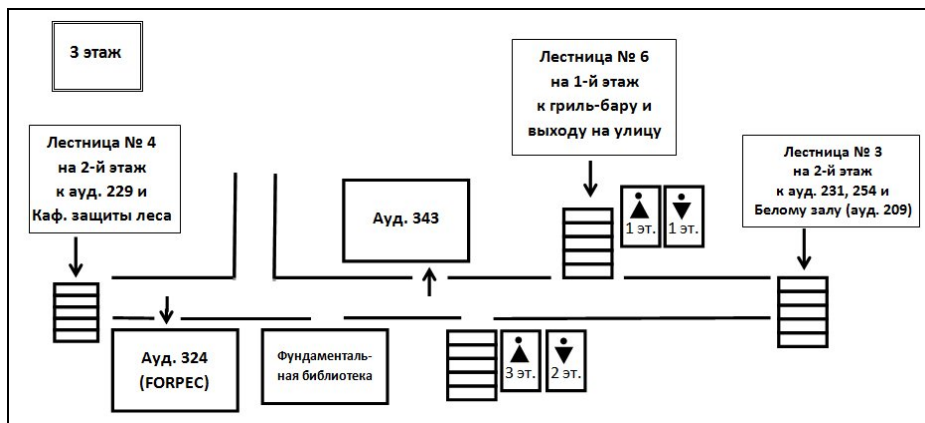 3 этаж
Лестница № 6
на 1-й этаж
к гриль-бару и
выходу на улицу
Лестница № 4
на 2-й этаж
к ауд. 229 и
Каф. защиты леса
Лестница № 3
на 2-й этаж
к ауд. 231, 254 и
Белому залу (ауд. 209)
Ауд. 343
1 эт.
1 эт.
Ауд. 324
(FORPEC)
Фундаменталь-
ная библиотека
3 эт.
2 эт.